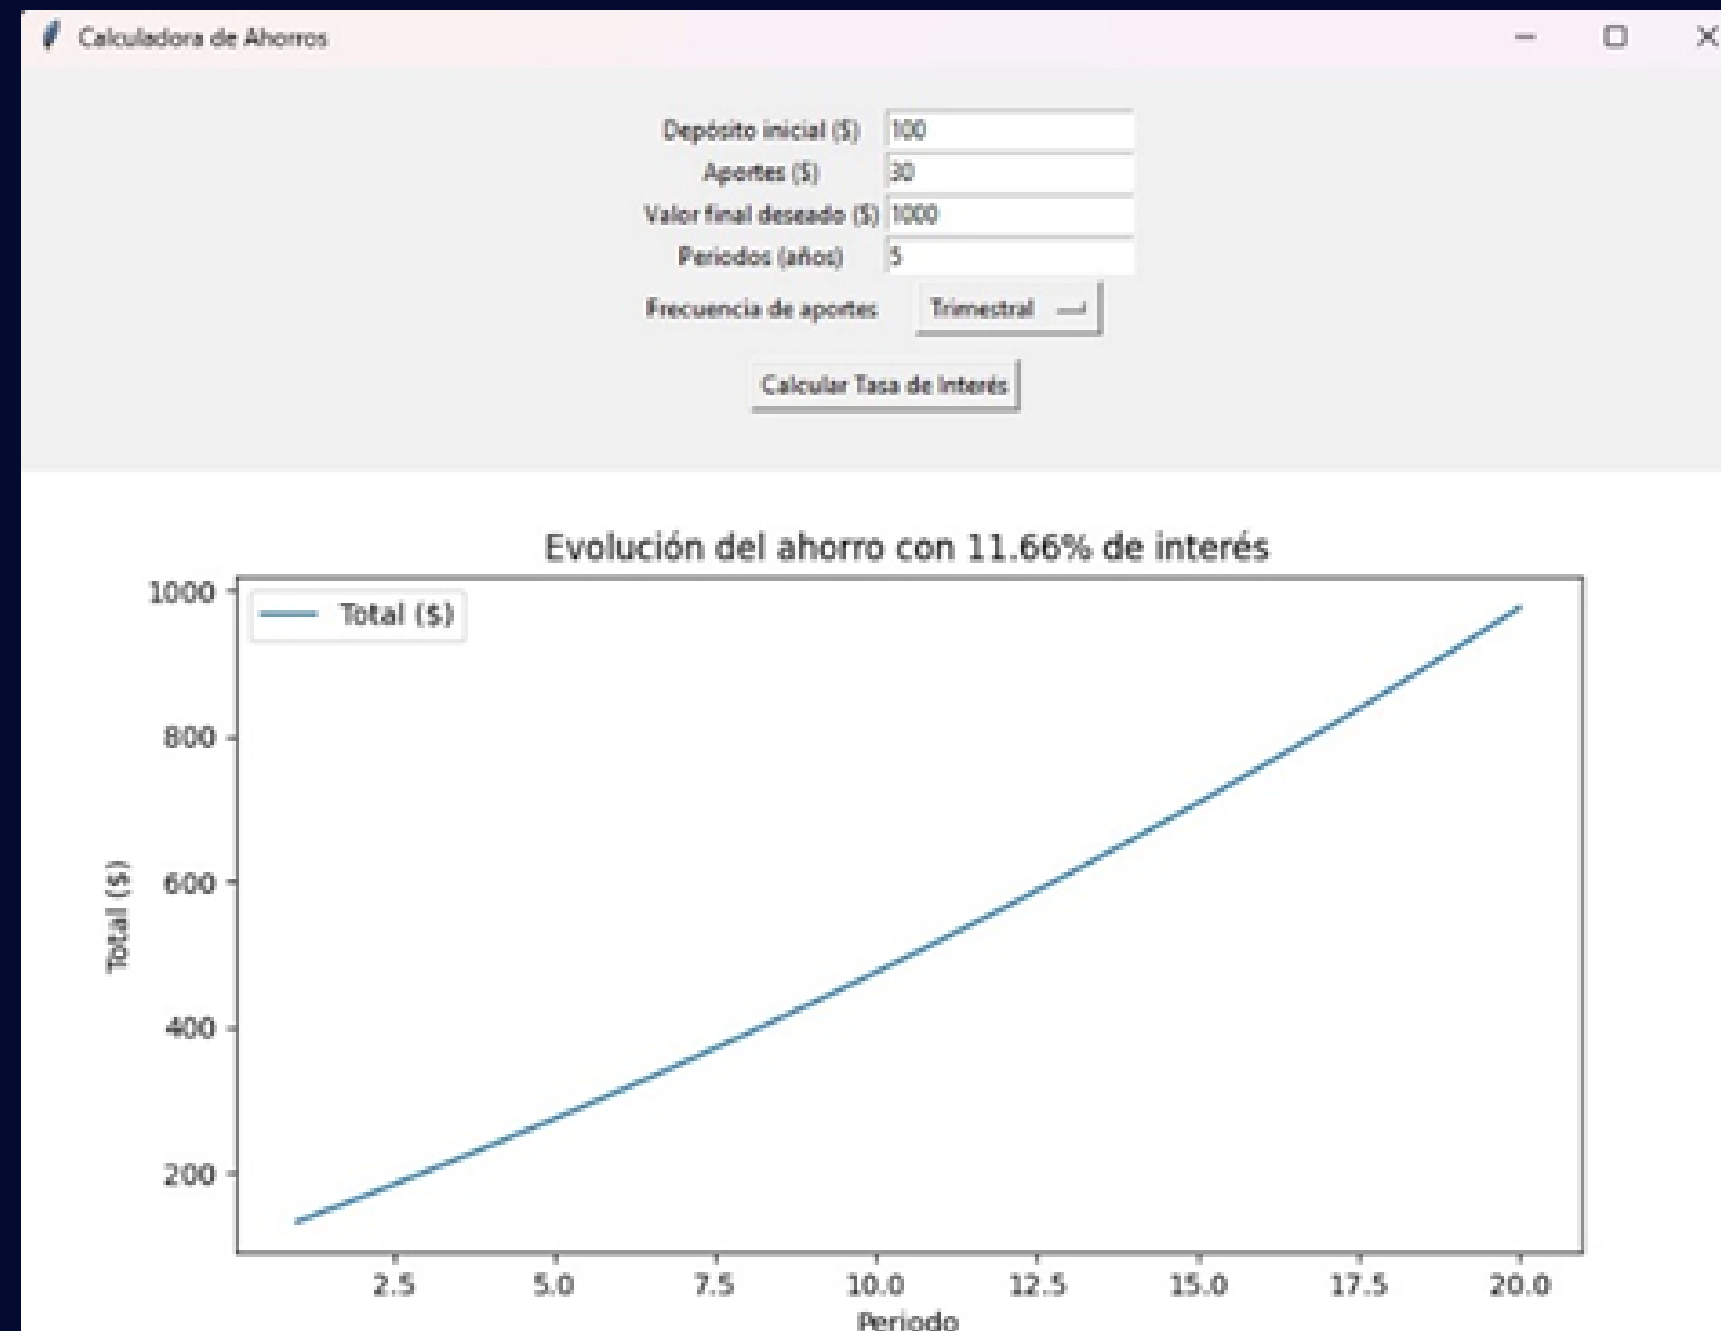 Calculadora de Ahorros
Depósito inicial ($) 100
Aportes ($) 30
Valor final deseado ($) 1000
Periodos (años) 5
Frecuencia de aportes Trimestral
Calcular Tasa de Interés
Evolución del ahorro con 11.66% de interés
Total ($)
1000
800
600
400
200
Total ($)
2.5 5.0 7.5 10.0 12.5 15.0 17.5 20.0
Periodo